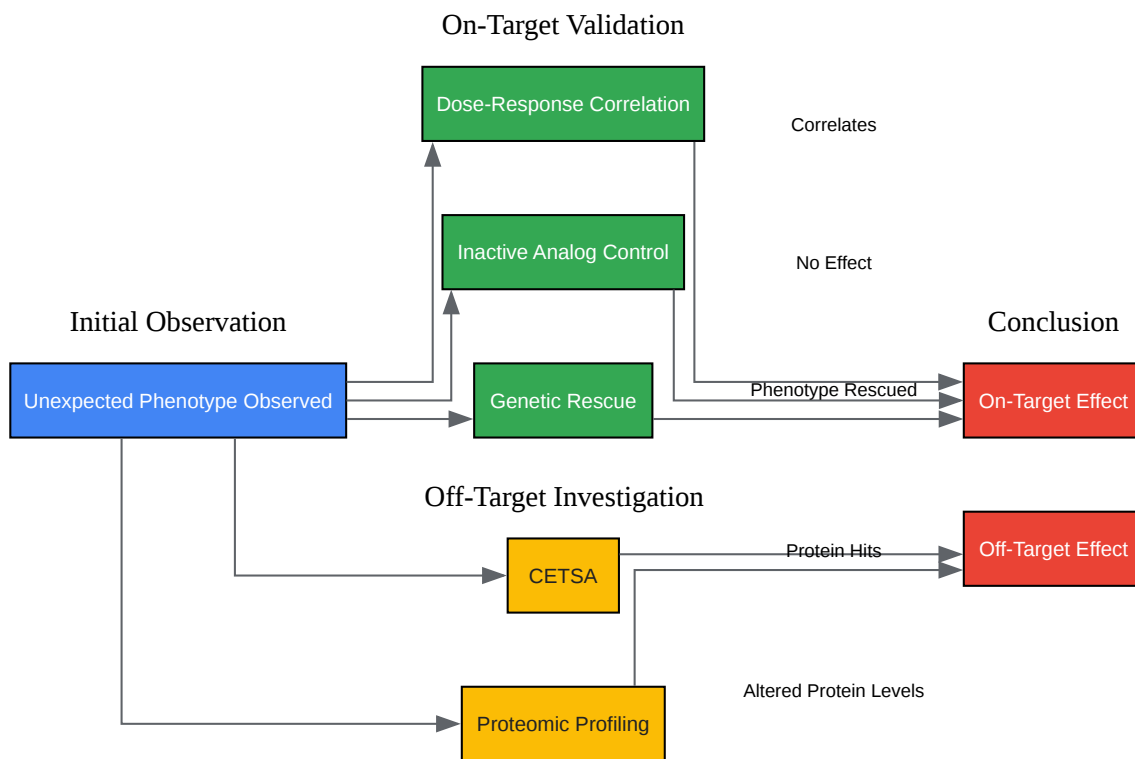 On-Target Validation
Dose-Response Correlation
Correlates
Inactive Analog Control
No Effect
Initial Observation
Conclusion
Unexpected Phenotype Observed
Genetic Rescue
Phenotype Rescued
On-Target Effect
Off-Target Investigation
CETSA
Protein Hits
Off-Target Effect
Proteomic Profiling
Altered Protein Levels